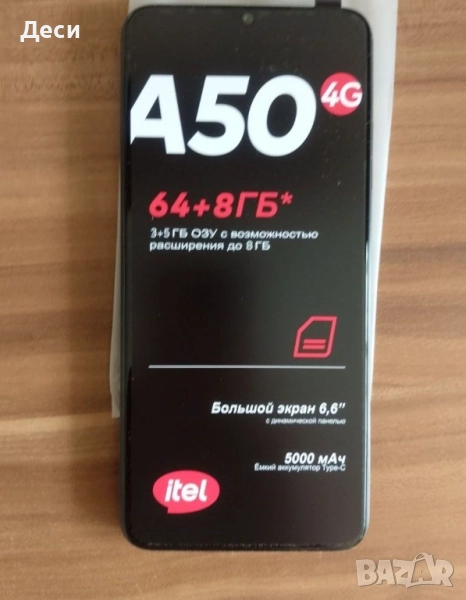 Деси
A50
4G
64+8ГБ*
3+5 ГБ ОЗУ с возможностью
расширения до 8 ГБ
Большой экран 6,6"
с динамической панелью
5000 мАч
Ёмкий аккумулятор Type-C
itel
BAZAR